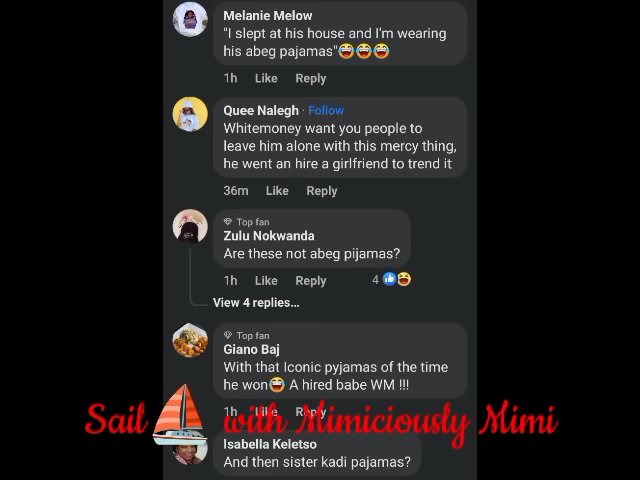 Melanie Melow
"I slept at his house and I'm wearing
his abeg pajamas"😂😂😂
1h Like Reply
Quee Nalegh · Follow
Whitemoney want you people to
leave him alone with this mercy thing,
he went an hire a girlfriend to trend it
36m Like Reply
Top fan
Zulu Nokwanda
Are these not abeg pijamas?
1h Like Reply 4
View 4 replies...
Top fan
Giano Baj
With that Iconic pyjamas of the time
he won😂 A hired babe WM !!!
1h Like Reply
Sail with Mimiciously Mimi
Isabella Keletso
And then sister kadi pajamas?